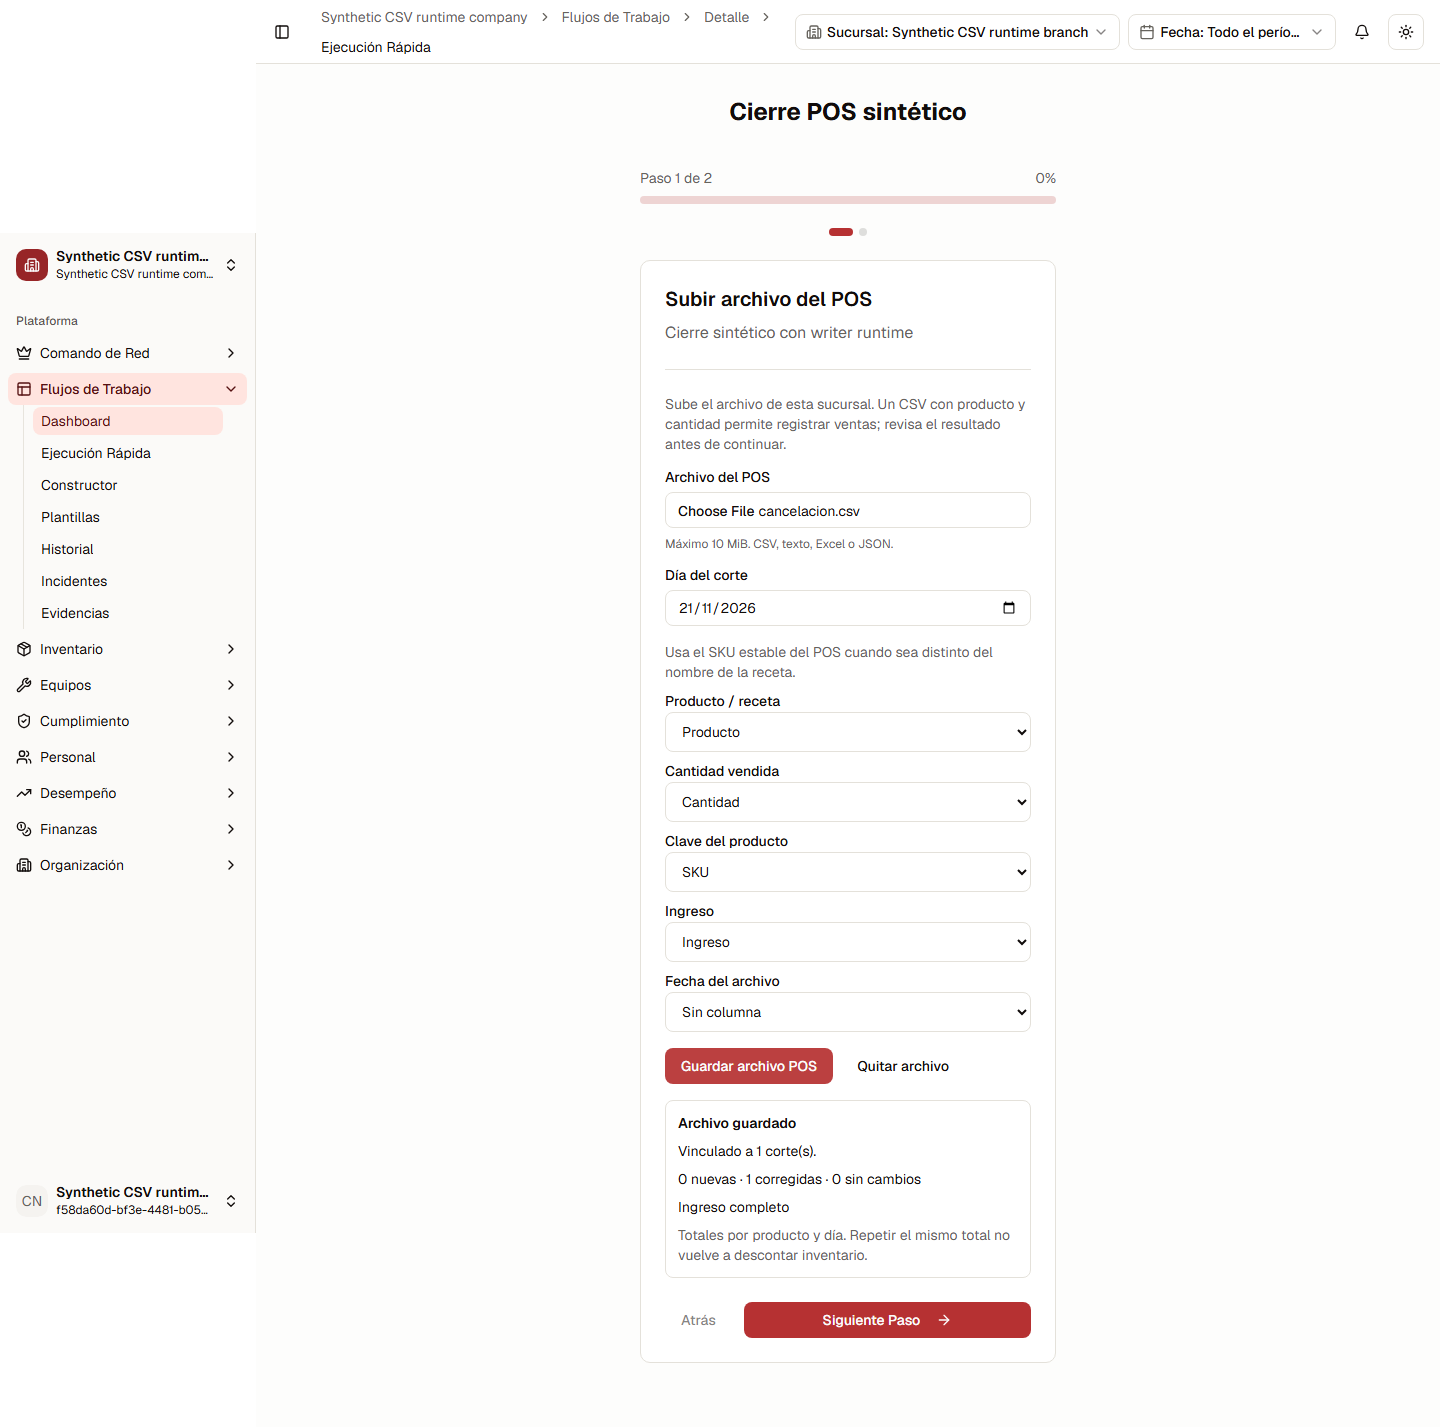 Synthetic CSV runtime company
Flujos de Trabajo
Detalle
Ejecución Rápida
Sucursal: Synthetic CSV runtime branch
Fecha: Todo el perío...
Synthetic CSV runtim...
Synthetic CSV runtime com...
Plataforma
Comando de Red
Flujos de Trabajo
Dashboard
Ejecución Rápida
Constructor
Plantillas
Historial
Incidentes
Evidencias
Inventario
Equipos
Cumplimiento
Personal
Desempeño
Finanzas
Organización
CN
Synthetic CSV runtim...
f58da60d-bf3e-4481-b05...
Cierre POS sintético
Paso 1 de 2
0%
Subir archivo del POS
Cierre sintético con writer runtime
Sube el archivo de esta sucursal. Un CSV con producto y
cantidad permite registrar ventas; revisa el resultado
antes de continuar.
Archivo del POS
Choose File cancelacion.csv
Máximo 10 MiB. CSV, texto, Excel o JSON.
Día del corte
21/11/2026
Usa el SKU estable del POS cuando sea distinto del
nombre de la receta.
Producto / receta
Producto
Cantidad vendida
Cantidad
Clave del producto
SKU
Ingreso
Ingreso
Fecha del archivo
Sin columna
Guardar archivo POS
Quitar archivo
Archivo guardado
Vinculado a 1 corte(s).
0 nuevas · 1 corregidas · 0 sin cambios
Ingreso completo
Totales por producto y día. Repetir el mismo total no
vuelve a descontar inventario.
Atrás
Siguiente Paso